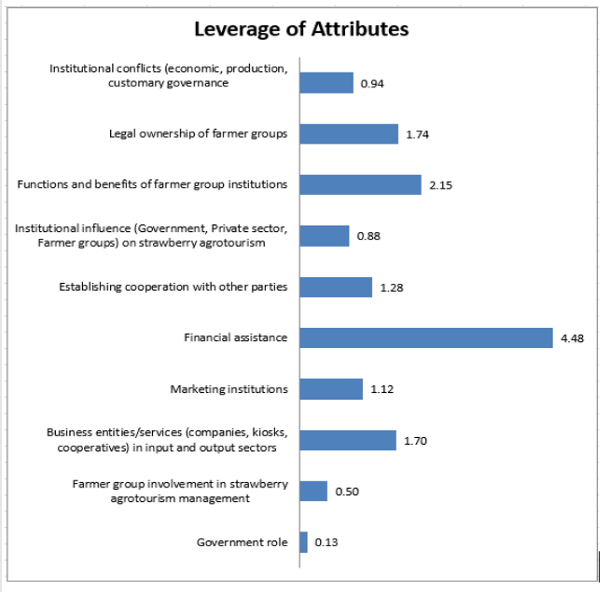 Leverage of Attributes
Institutional conflicts (economic, production,
customary governance
0.94
Legal ownership of farmer groups
1.74
Functions and benefits of farmer group institutions
2.15
Institutional influence (Government, Private sector,
Farmer groups) on strawberry agrotourism
0.88
Establishing cooperation with other parties
1.28
Financial assistance
4.48
Marketing institutions
1.12
Business entities/services (companies, kiosks,
cooperatives) in input and output sectors
1.70
Farmer group involvement in strawberry
agrotourism management
0.50
Government role
0.13